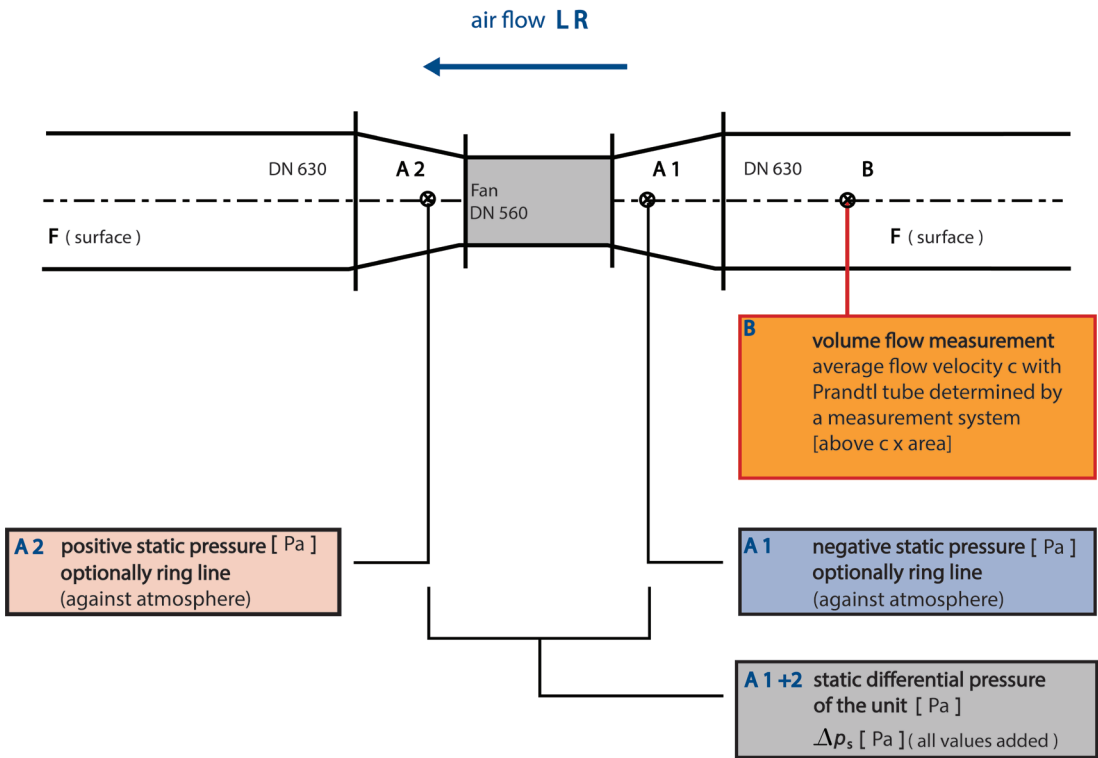 air flow L R
DN 630
A 2
A 1
DN 630
B
Fan
DN 560
F ( surface )
F ( surface )
B
volume flow measurement
average flow velocity c with
Prandtl tube determined by
a measurement system
[above c x area]
A 2 positive static pressure [ Pa ]
optionally ring line
(against atmosphere)
A 1 negative static pressure [ Pa ]
optionally ring line
(against atmosphere)
A 1 +2 static differential pressure
of the unit [ Pa ]
Δps [ Pa ] ( all values added )